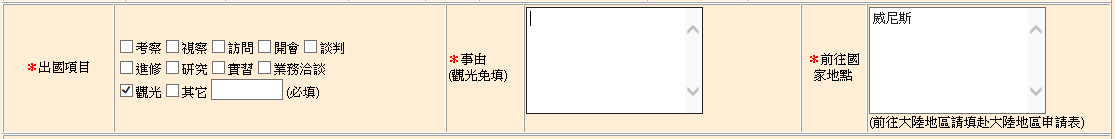 *出國項目
考察 視察 訪問 開會 談判
進修 研究 實習 業務洽談
觀光 其它 (必填)
*事由
(觀光免填)
*前往國
家地點
威尼斯
(前往大陸地區請填赴大陸地區申請表)